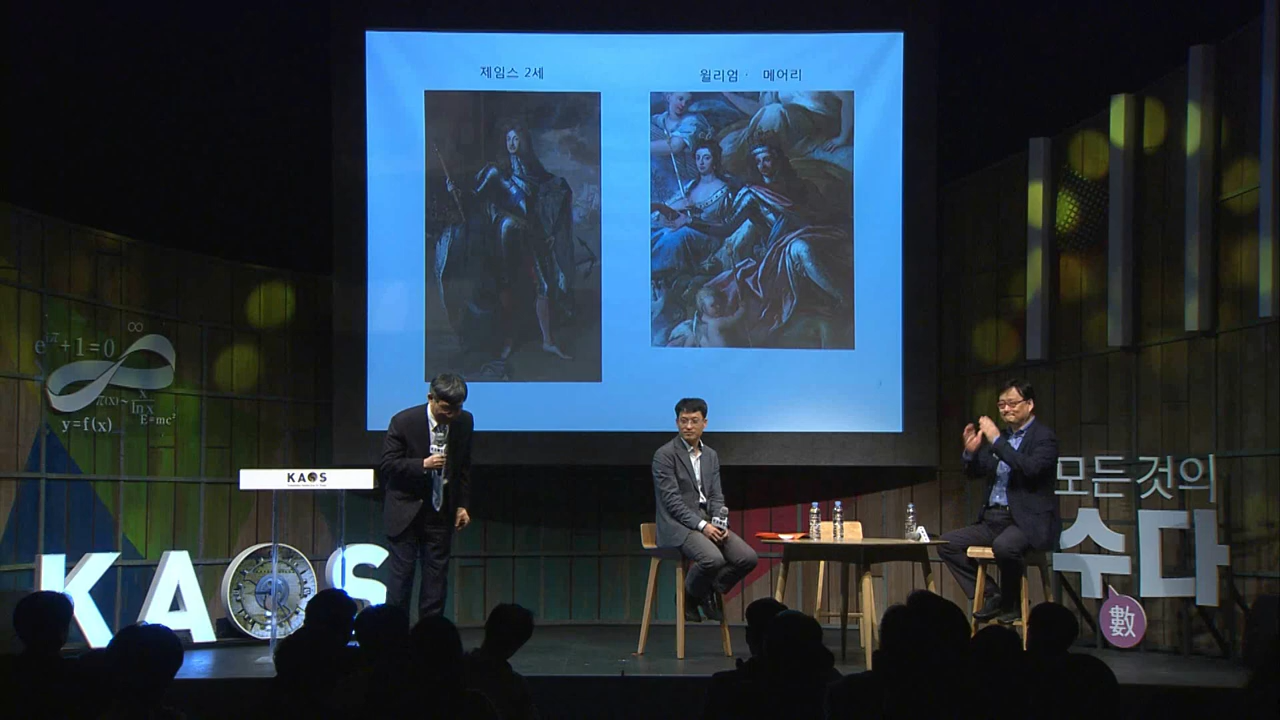 제임스 2세
윌리엄 · 메어리
∞
e^iπ+1=0
π(x)~x/lnx
E=mc²
y=f(x)
KAOS
KAOS
모든것의
수다
數